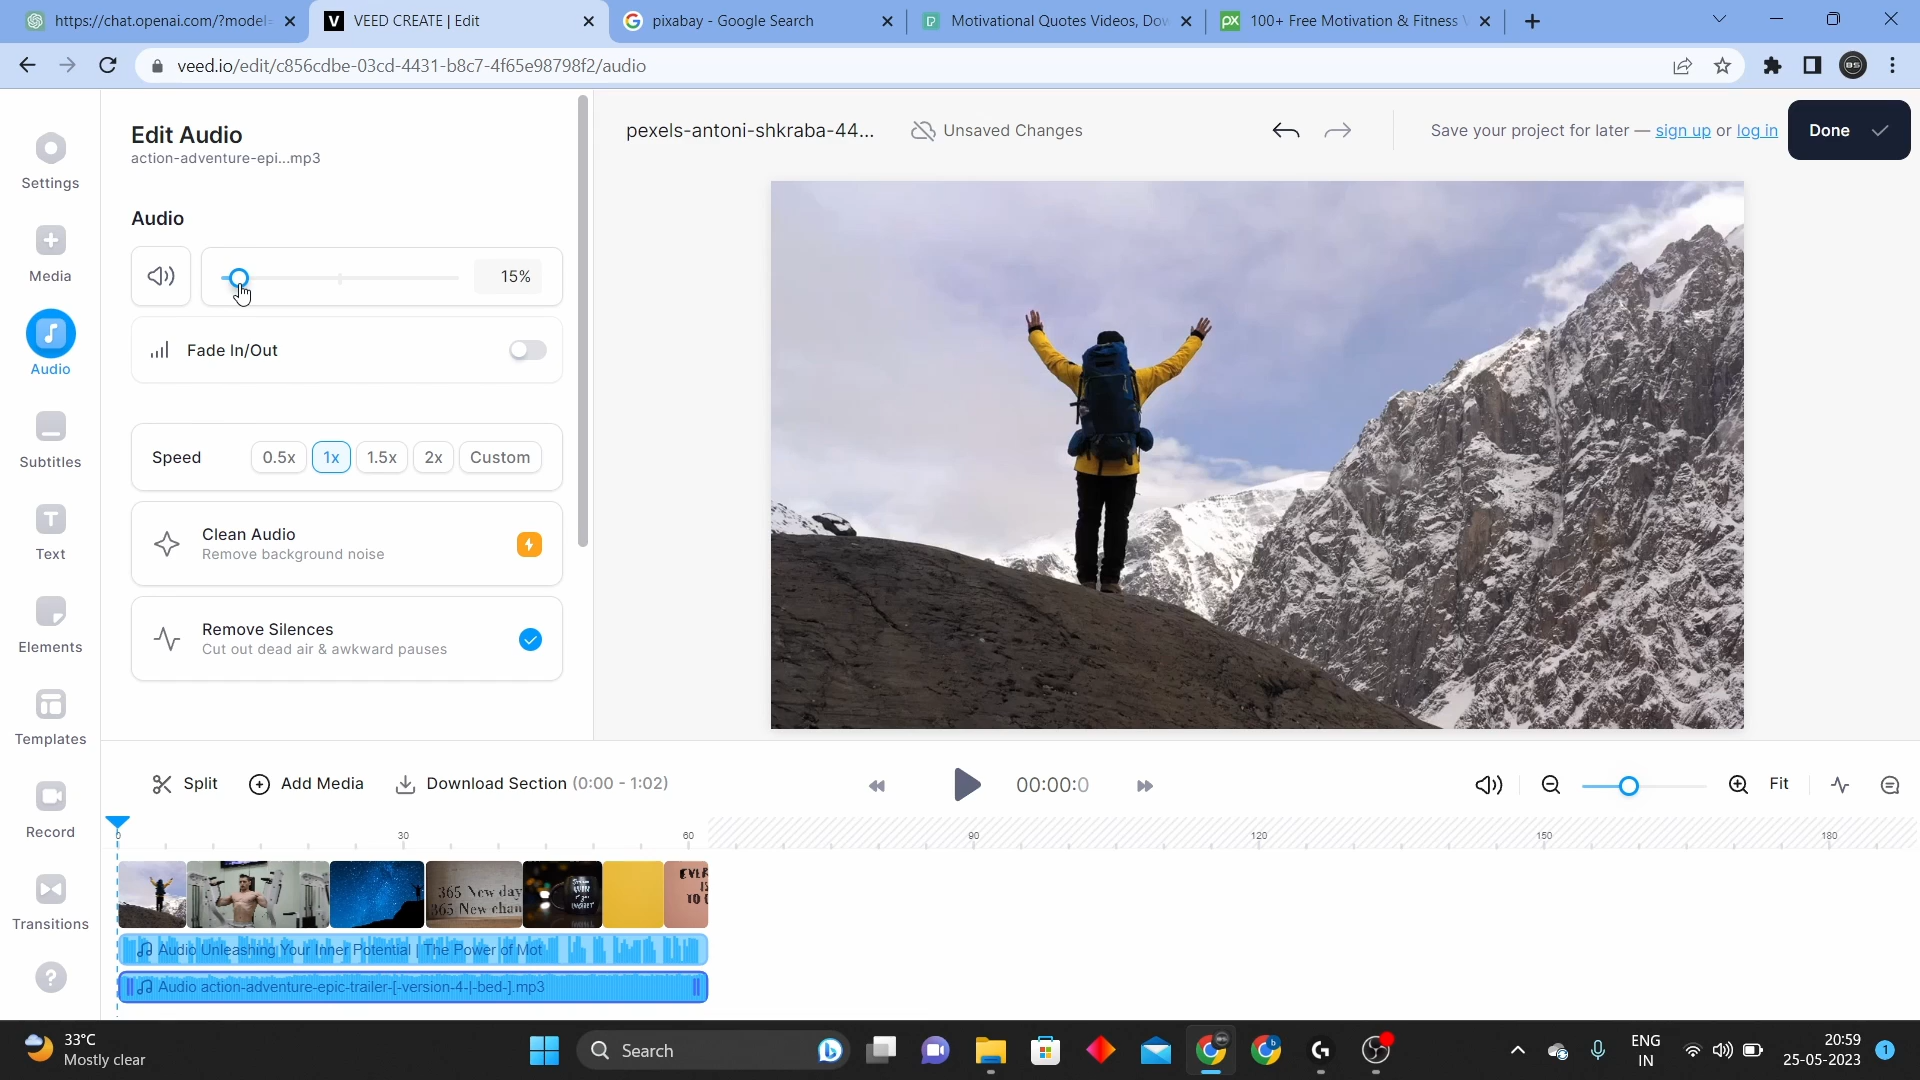 https://chat.openai.com/?model=
VEED CREATE | Edit
pixabay - Google Search
Motivational Quotes Videos, Dow
100+ Free Motivation & Fitness
veed.io/edit/c856cdbe-03cd-4431-b8c7-4f65e98798f2/audio
Settings
Media
Audio
Subtitles
Text
Elements
Templates
Record
Transitions
Edit Audio
action-adventure-epi...mp3
Audio
15%
Fade In/Out
Speed 0.5x 1x 1.5x 2x Custom
Clean Audio
Remove background noise
Remove Silences
Cut out dead air & awkward pauses
pexels-antoni-shkraba-44...
Unsaved Changes
Save your project for later — sign up or log in
Done
Split
Add Media
Download Section (0:00 - 1:02)
00:00:0
Fit
0 30 60 90 120 150 180
365 New day
365 New chan
EVER
IS
TO
Audio Unleashing Your Inner Potential | The Power of Mot
Audio action-adventure-epic-trailer-[-version-4-|-bed-].mp3
33°C
Mostly clear
Search
ENG
IN
20:59
25-05-2023
1